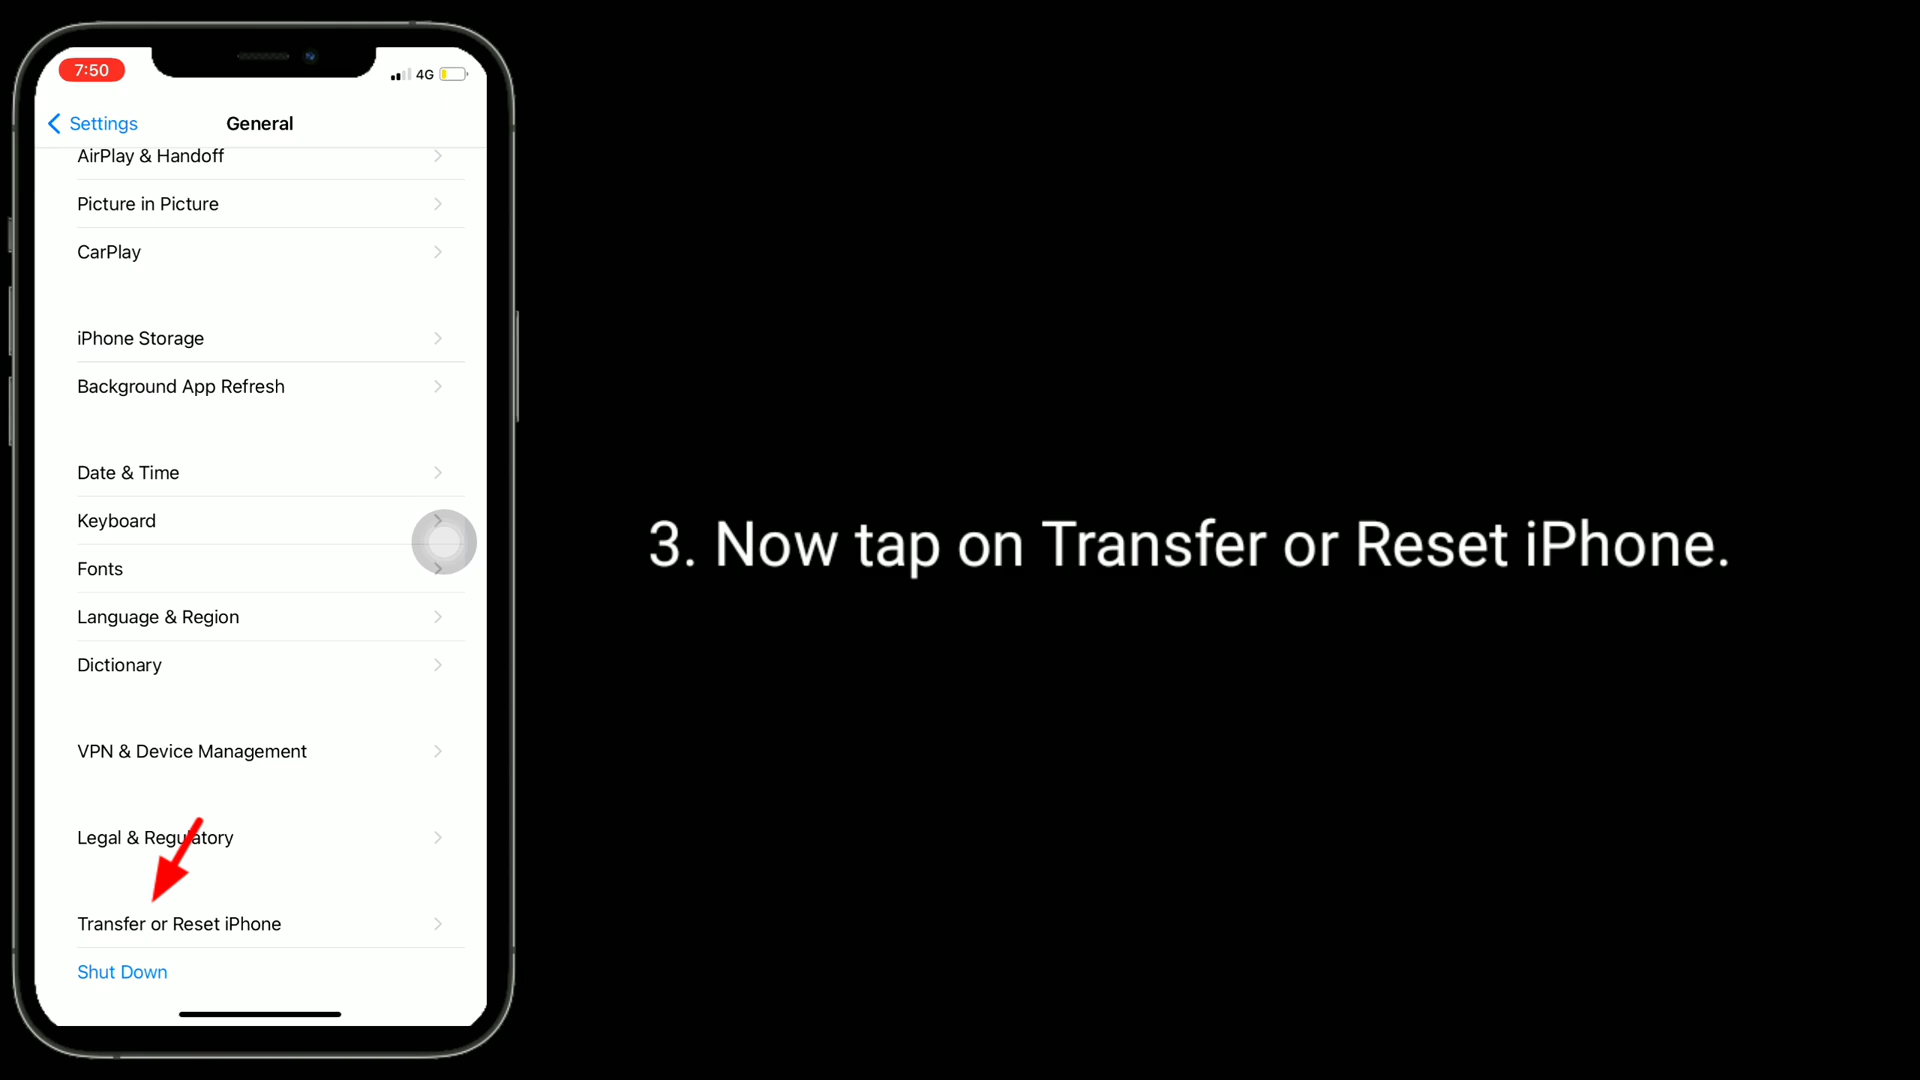 7:50
4G
Settings
General
AirPlay & Handoff
Picture in Picture
CarPlay
iPhone Storage
Background App Refresh
Date & Time
Keyboard
Fonts
Language & Region
Dictionary
VPN & Device Management
Legal & Regulatory
Transfer or Reset iPhone
Shut Down
3. Now tap on Transfer or Reset iPhone.